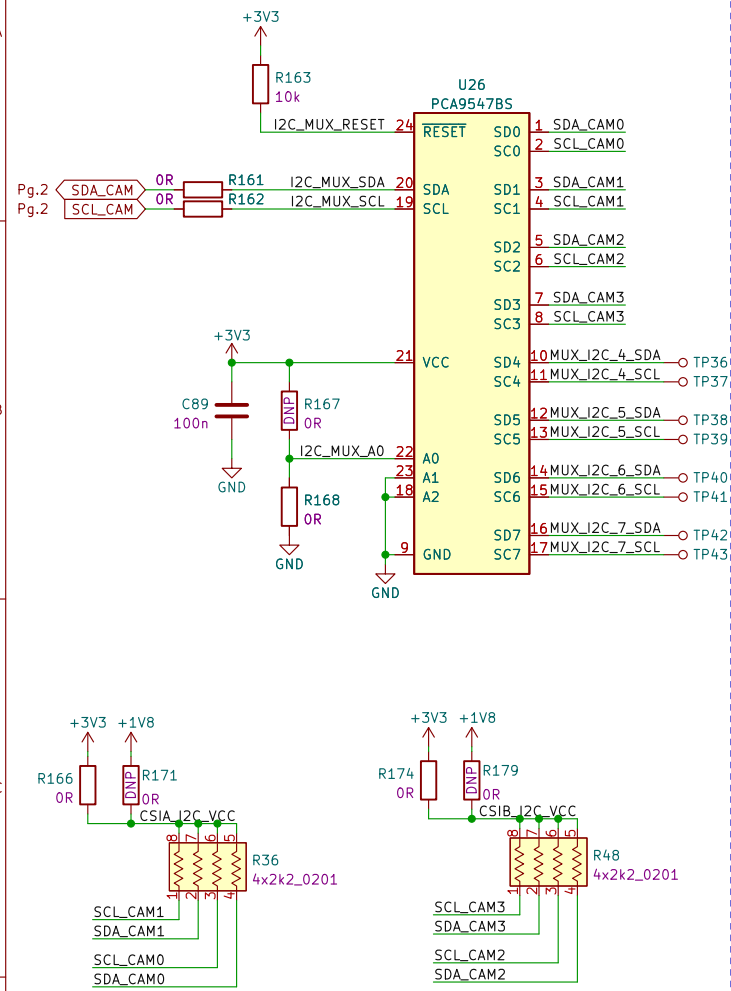 +3V3
R163
10k
U26
PCA9547BS
I2C_MUX_RESET 24 RESET SD0 1 SDA_CAM0
SC0 2 SCL_CAM0
Pg.2 SDA_CAM 0R R161 I2C_MUX_SDA 20 SDA SD1 3 SDA_CAM1
Pg.2 SCL_CAM 0R R162 I2C_MUX_SCL 19 SCL SC1 4 SCL_CAM1
SD2 5 SDA_CAM2
SC2 6 SCL_CAM2
SD3 7 SDA_CAM3
SC3 8 SCL_CAM3
+3V3
21 VCC SD4 10 MUX_I2C_4_SDA TP36
SC4 11 MUX_I2C_4_SCL TP37
C89
100n
DNP R167
0R
SD5 12 MUX_I2C_5_SDA TP38
SC5 13 MUX_I2C_5_SCL TP39
I2C_MUX_A0 22 A0
23 A1 SD6 14 MUX_I2C_6_SDA TP40
18 A2 SC6 15 MUX_I2C_6_SCL TP41
GND
R168
0R
SD7 16 MUX_I2C_7_SDA TP42
9 GND SC7 17 MUX_I2C_7_SCL TP43
GND
GND
+3V3 +1V8
R166
0R
DNP R171
0R
CSIA_I2C_VCC
8 7 6 5
R36
4x2k2_0201
1 2 3 4
SCL_CAM1
SDA_CAM1
SCL_CAM0
SDA_CAM0
+3V3 +1V8
R174
0R
DNP R179
0R
CSIB_I2C_VCC
8 7 6 5
R48
4x2k2_0201
1 2 3 4
SCL_CAM3
SDA_CAM3
SCL_CAM2
SDA_CAM2